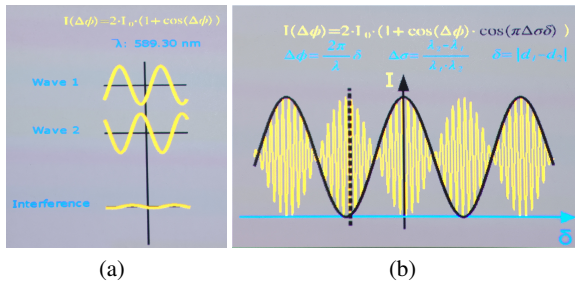 I(Δϕ)=2·I₀·(1+cos(Δϕ))
λ: 589.30 nm
Wave 1
Wave 2
Interference
(a)
I(Δϕ)=2·I₀·(1+cos(Δϕ)·cos(πΔσδ)
Δϕ=2π/λ δ Δσ=λ₂-λ₁/λ₁·λ₂ δ=|d₁-d₂|
I
δ
(b)